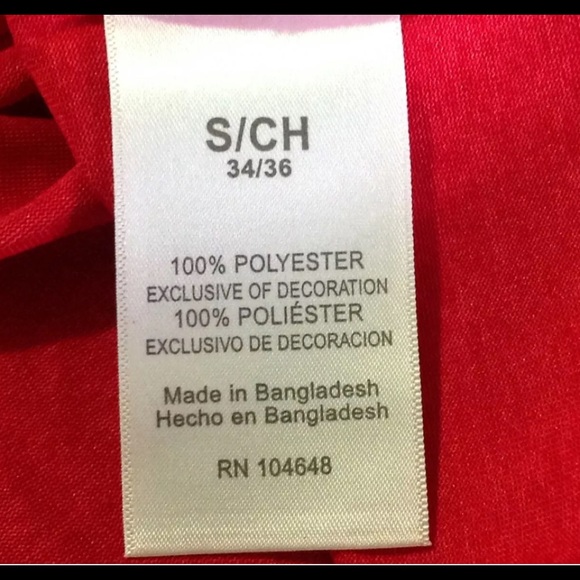 S/CH
34/36
100% POLYESTER
EXCLUSIVE OF DECORATION
100% POLIÉSTER
EXCLUSIVO DE DECORACION
Made in Bangladesh
Hecho en Bangladesh
RN 104648